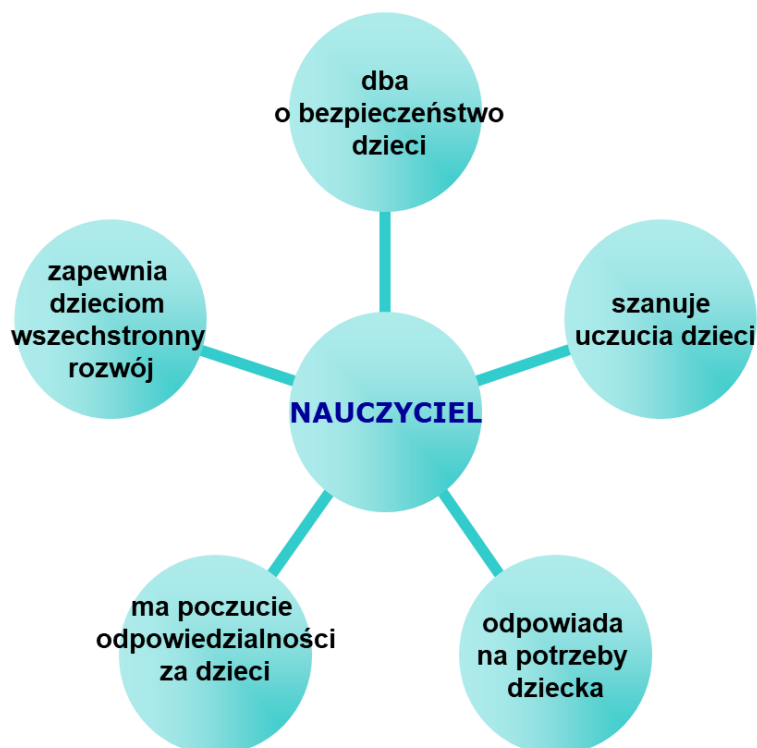 dba
o bezpieczeństwo
dzieci
zapewnia
dzieciom
wszechstronny
rozwój
szanuje
uczucia dzieci
NAUCZYCIEL
ma poczucie
odpowiedzialności
za dzieci
odpowiada
na potrzeby
dziecka